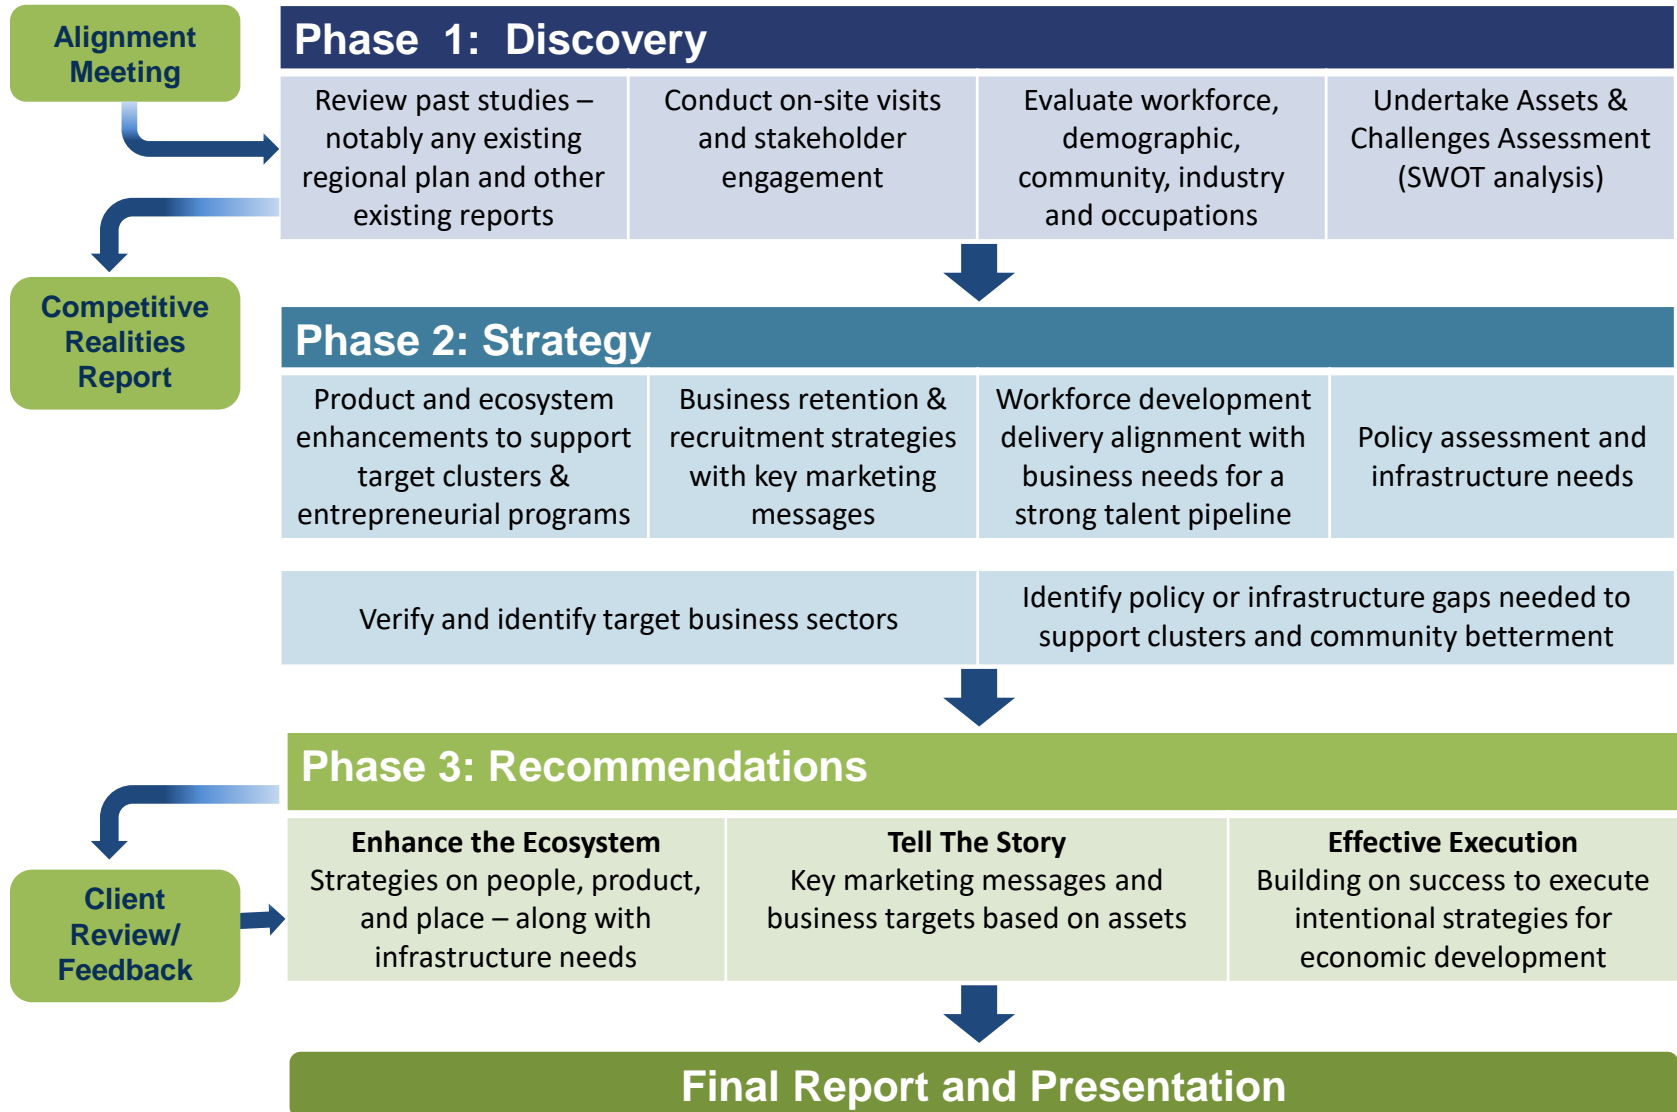 Alignment
Meeting
Phase 1: Discovery
Review past studies –
notably any existing
regional plan and other
existing reports
Conduct on-site visits
and stakeholder
engagement
Evaluate workforce,
demographic,
community, industry
and occupations
Undertake Assets &
Challenges Assessment
(SWOT analysis)
Competitive
Realities
Report
Phase 2: Strategy
Product and ecosystem
enhancements to support
target clusters &
entrepreneurial programs
Business retention &
recruitment strategies
with key marketing
messages
Workforce development
delivery alignment with
business needs for a
strong talent pipeline
Policy assessment and
infrastructure needs
Verify and identify target business sectors
Identify policy or infrastructure gaps needed to
support clusters and community betterment
Phase 3: Recommendations
Enhance the Ecosystem
Strategies on people, product,
and place – along with
infrastructure needs
Tell The Story
Key marketing messages and
business targets based on assets
Effective Execution
Building on success to execute
intentional strategies for
economic development
Client
Review/
Feedback
Final Report and Presentation